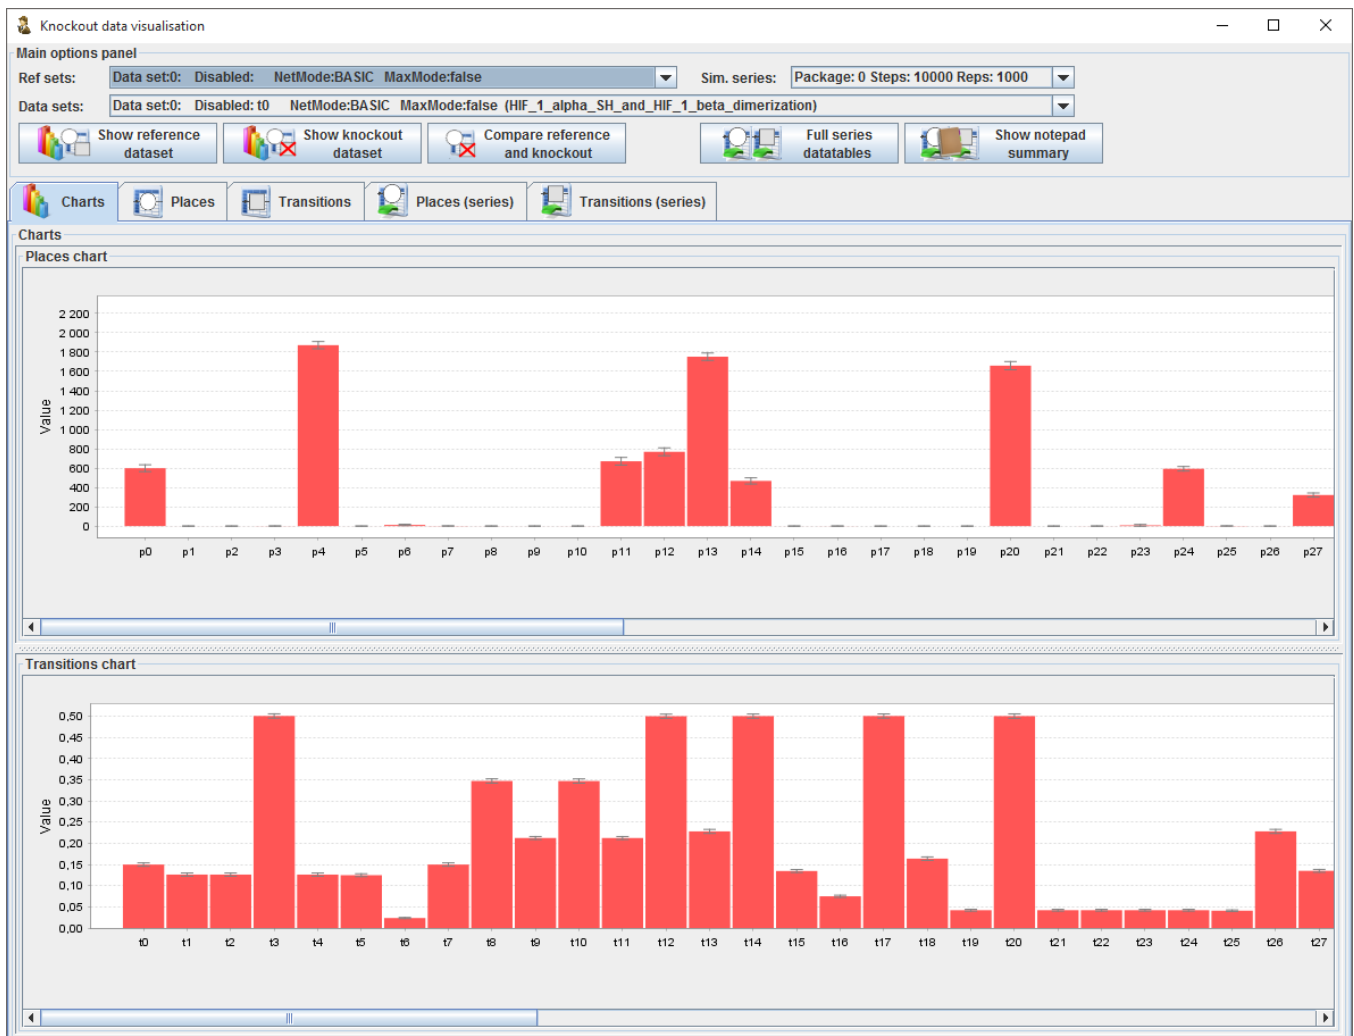 Knockout data visualisation
Main options panel
Ref sets: Data set:0: Disabled: NetMode:BASIC MaxMode:false Sim. series: Package: 0 Steps: 10000 Reps: 1000
Data sets: Data set:0: Disabled: t0 NetMode:BASIC MaxMode:false (HIF_1_alpha_SH_and_HIF_1_beta_dimerization)
Show reference dataset
Show knockout dataset
Compare reference and knockout
Full series datatables
Show notepad summary
Charts Places Transitions Places (series) Transitions (series)
Charts
Places chart
Value
2 200
2 000
1 800
1 600
1 400
1 200
1 000
800
600
400
200
0
p0 p1 p2 p3 p4 p5 p6 p7 p8 p9 p10 p11 p12 p13 p14 p15 p16 p17 p18 p19 p20 p21 p22 p23 p24 p25 p26 p27
Transitions chart
Value
0,50
0,45
0,40
0,35
0,30
0,25
0,20
0,15
0,10
0,05
0,00
t0 t1 t2 t3 t4 t5 t6 t7 t8 t9 t10 t11 t12 t13 t14 t15 t16 t17 t18 t19 t20 t21 t22 t23 t24 t25 t26 t27